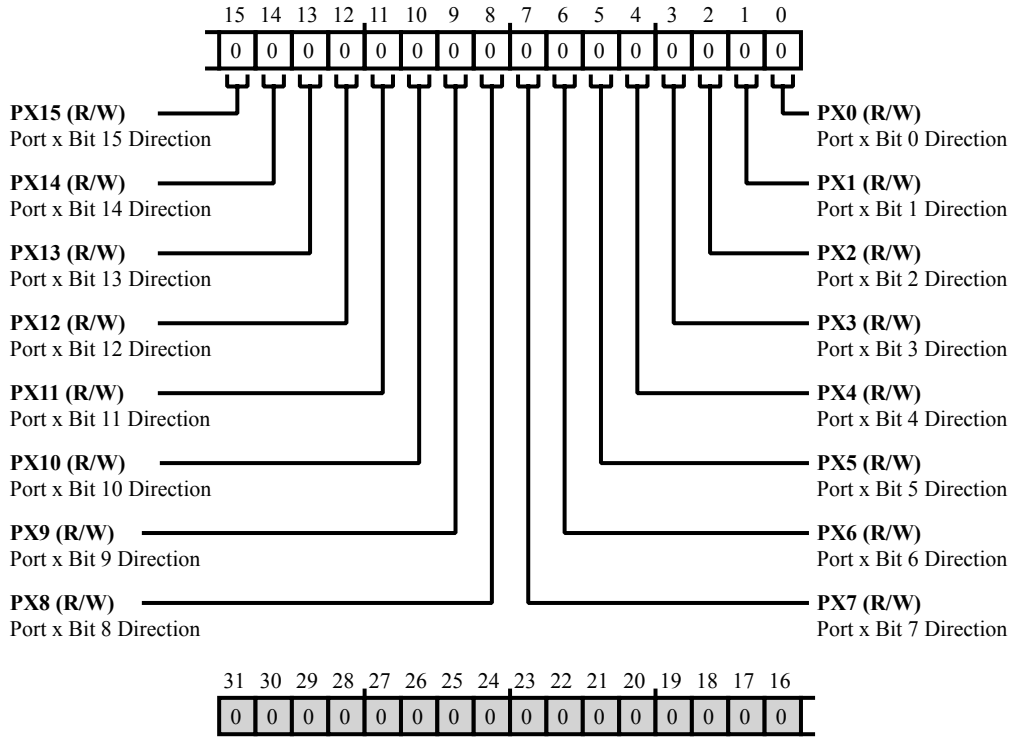 15 14 13 12 11 10 9 8 7 6 5 4 3 2 1 0
0 0 0 0 0 0 0 0 0 0 0 0 0 0 0 0
PX15 (R/W)
Port x Bit 15 Direction
PX14 (R/W)
Port x Bit 14 Direction
PX13 (R/W)
Port x Bit 13 Direction
PX12 (R/W)
Port x Bit 12 Direction
PX11 (R/W)
Port x Bit 11 Direction
PX10 (R/W)
Port x Bit 10 Direction
PX9 (R/W)
Port x Bit 9 Direction
PX8 (R/W)
Port x Bit 8 Direction
PX0 (R/W)
Port x Bit 0 Direction
PX1 (R/W)
Port x Bit 1 Direction
PX2 (R/W)
Port x Bit 2 Direction
PX3 (R/W)
Port x Bit 3 Direction
PX4 (R/W)
Port x Bit 4 Direction
PX5 (R/W)
Port x Bit 5 Direction
PX6 (R/W)
Port x Bit 6 Direction
PX7 (R/W)
Port x Bit 7 Direction
31 30 29 28 27 26 25 24 23 22 21 20 19 18 17 16
0 0 0 0 0 0 0 0 0 0 0 0 0 0 0 0